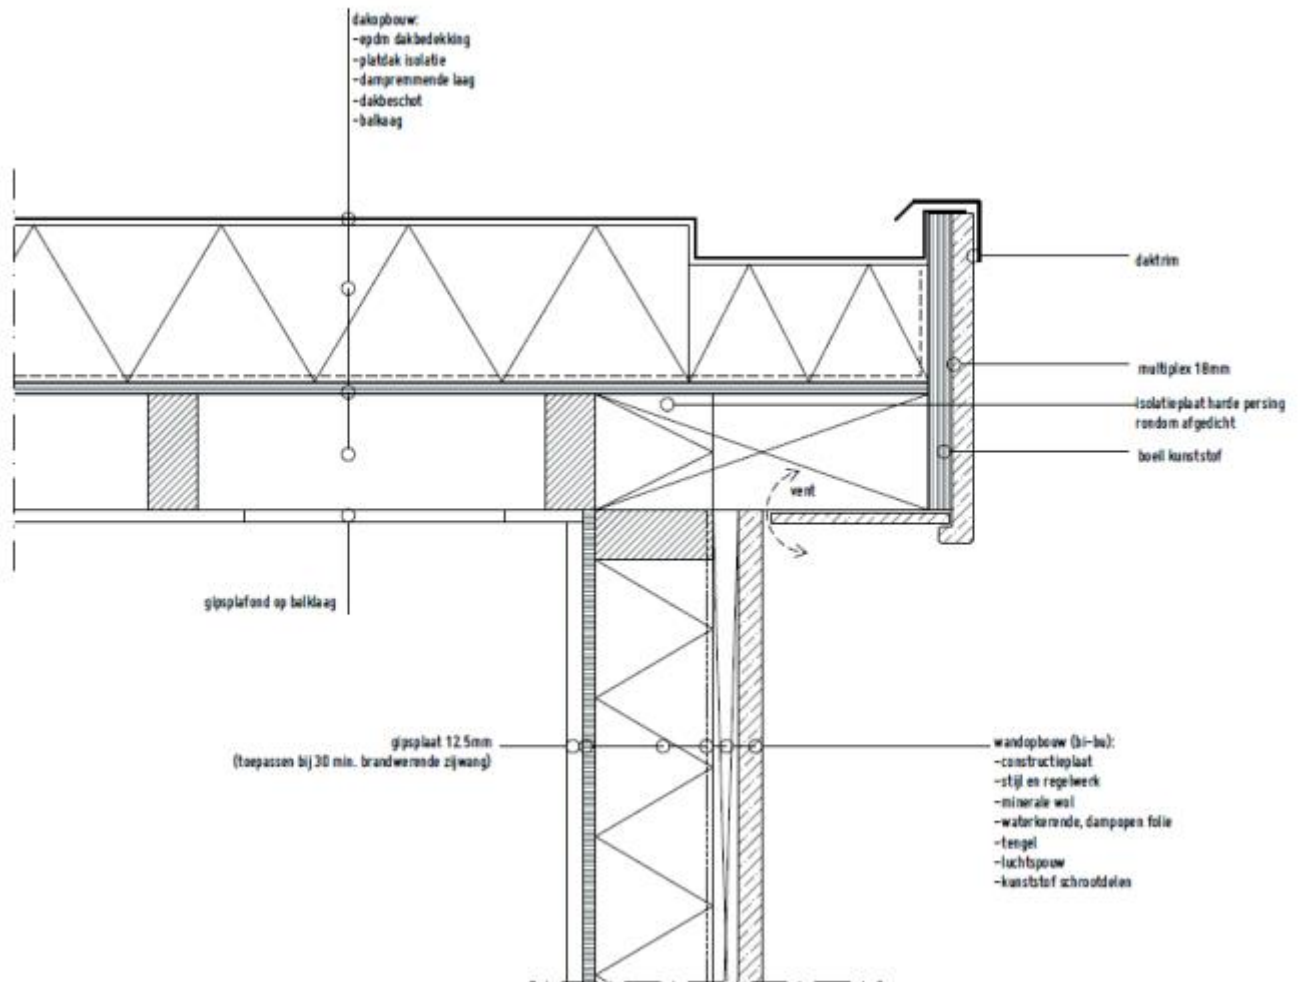 dakopbouw:
-epdm dakbedekking
-platdak isolatie
-dampremmende laag
-dakbeschot
-balkaag
daktrim
multiplex 18mm
isolatieplaat harde persing
rondom afgedicht
boeil kunststof
vent
gipsplafond op balklaag
gipsplaat 12.5mm
(toepassen bij 30 min. brandwerende zijwang)
wandopbouw (bi-bu):
-constructieplaat
-stijl en regelwerk
-minerale wol
-waterkerende, dampopen folie
-tengel
-luchtspouw
-kunststof schrootdelen